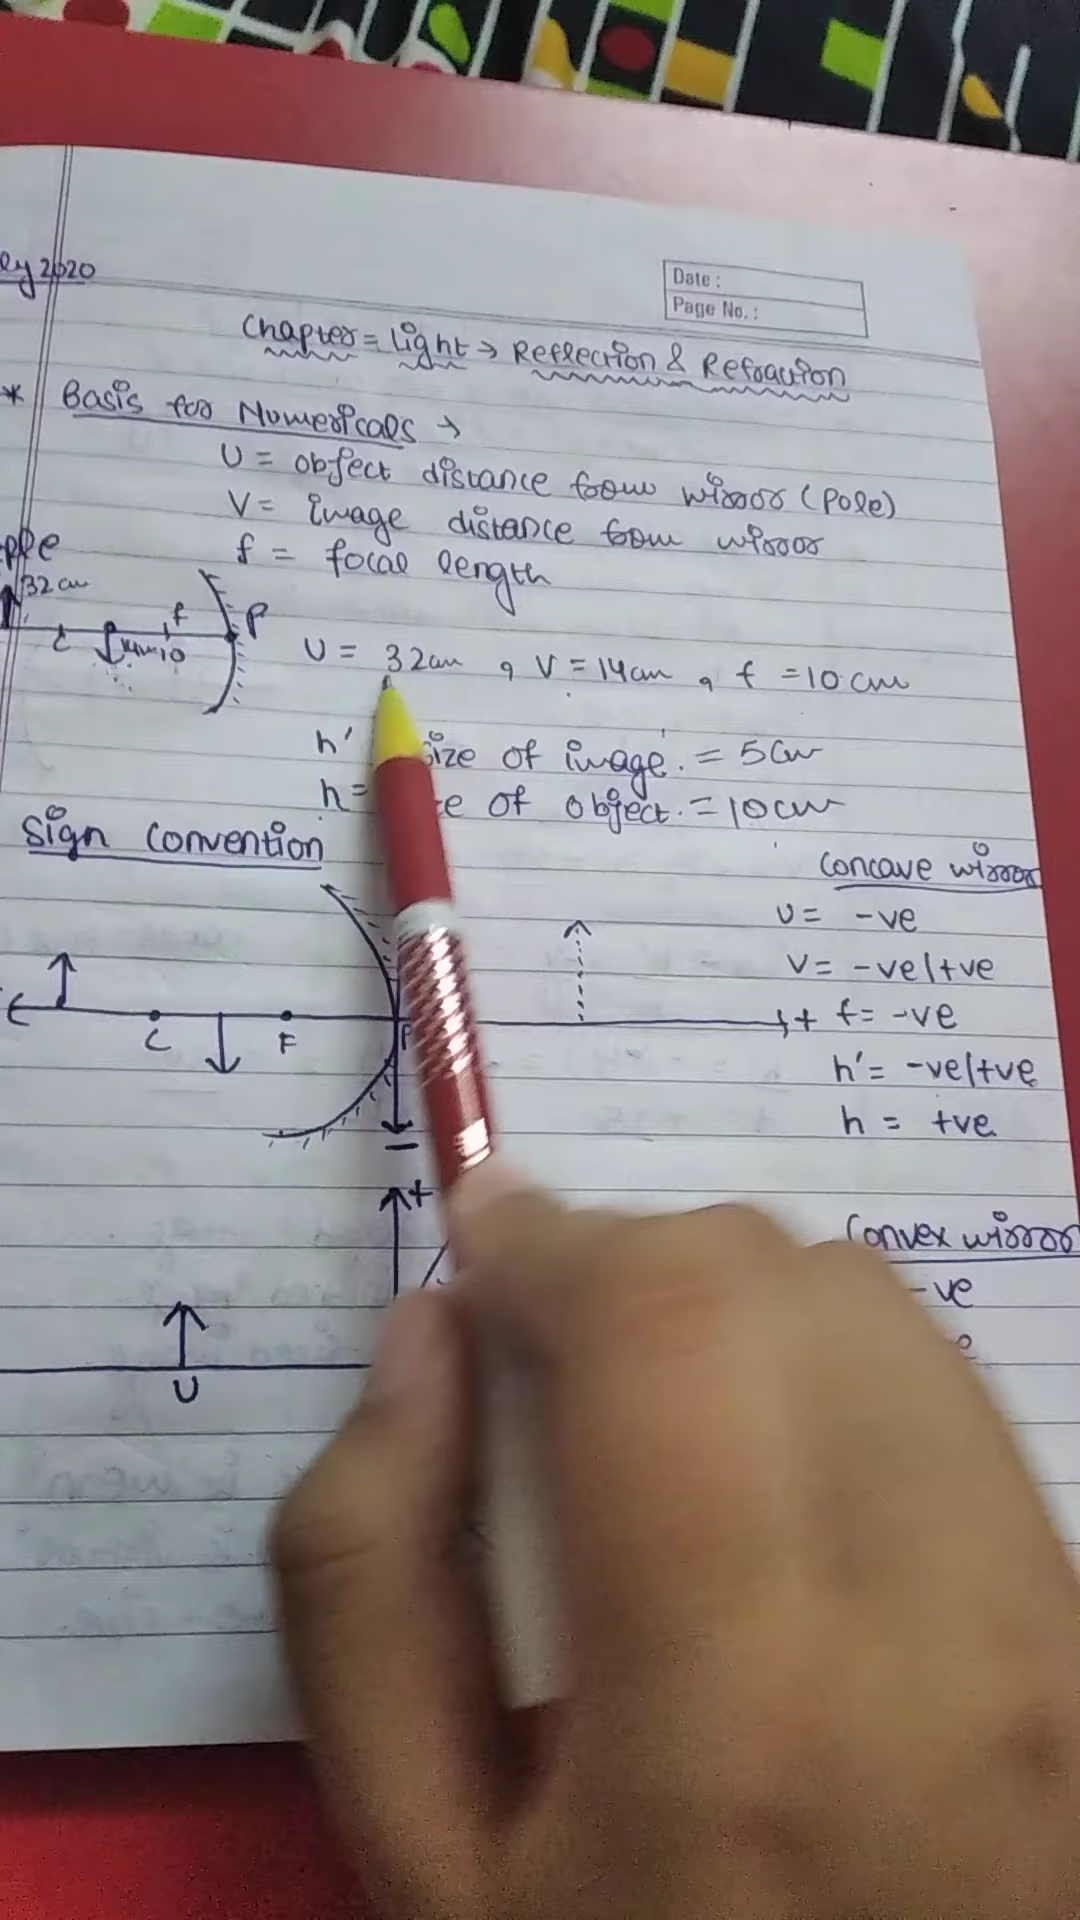 ly 2020
Date :
Page No. :
Chapter = Light → Reflection & Refraction
* Basis for Numericals →
U = object distance from mirror (Pole)
V = image distance from mirror
f = focal length
32 cm
f P
C 10
U = 32cm , V = 14cm , f = 10 cm
h' size of image. = 5cm
h = of object. = 10cm
Sign Convention
Concave mirror
U = -ve
V = -ve/+ve
+ f = -ve
C F P
h' = -ve/+ve
h = +ve
-
+
Convex mirror
-ve
U